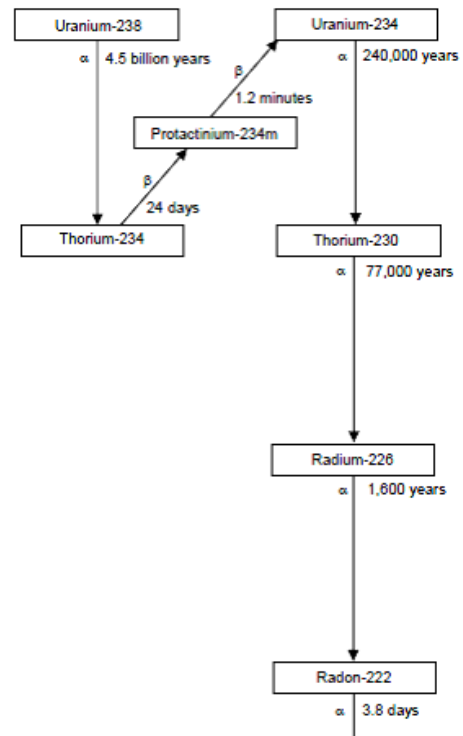 Uranium-238
Uranium-234
α 4.5 billion years
β
α 240,000 years
1.2 minutes
Protactinium-234m
β
24 days
Thorium-234
Thorium-230
α 77,000 years
Radium-226
α 1,600 years
Radon-222
α 3.8 days